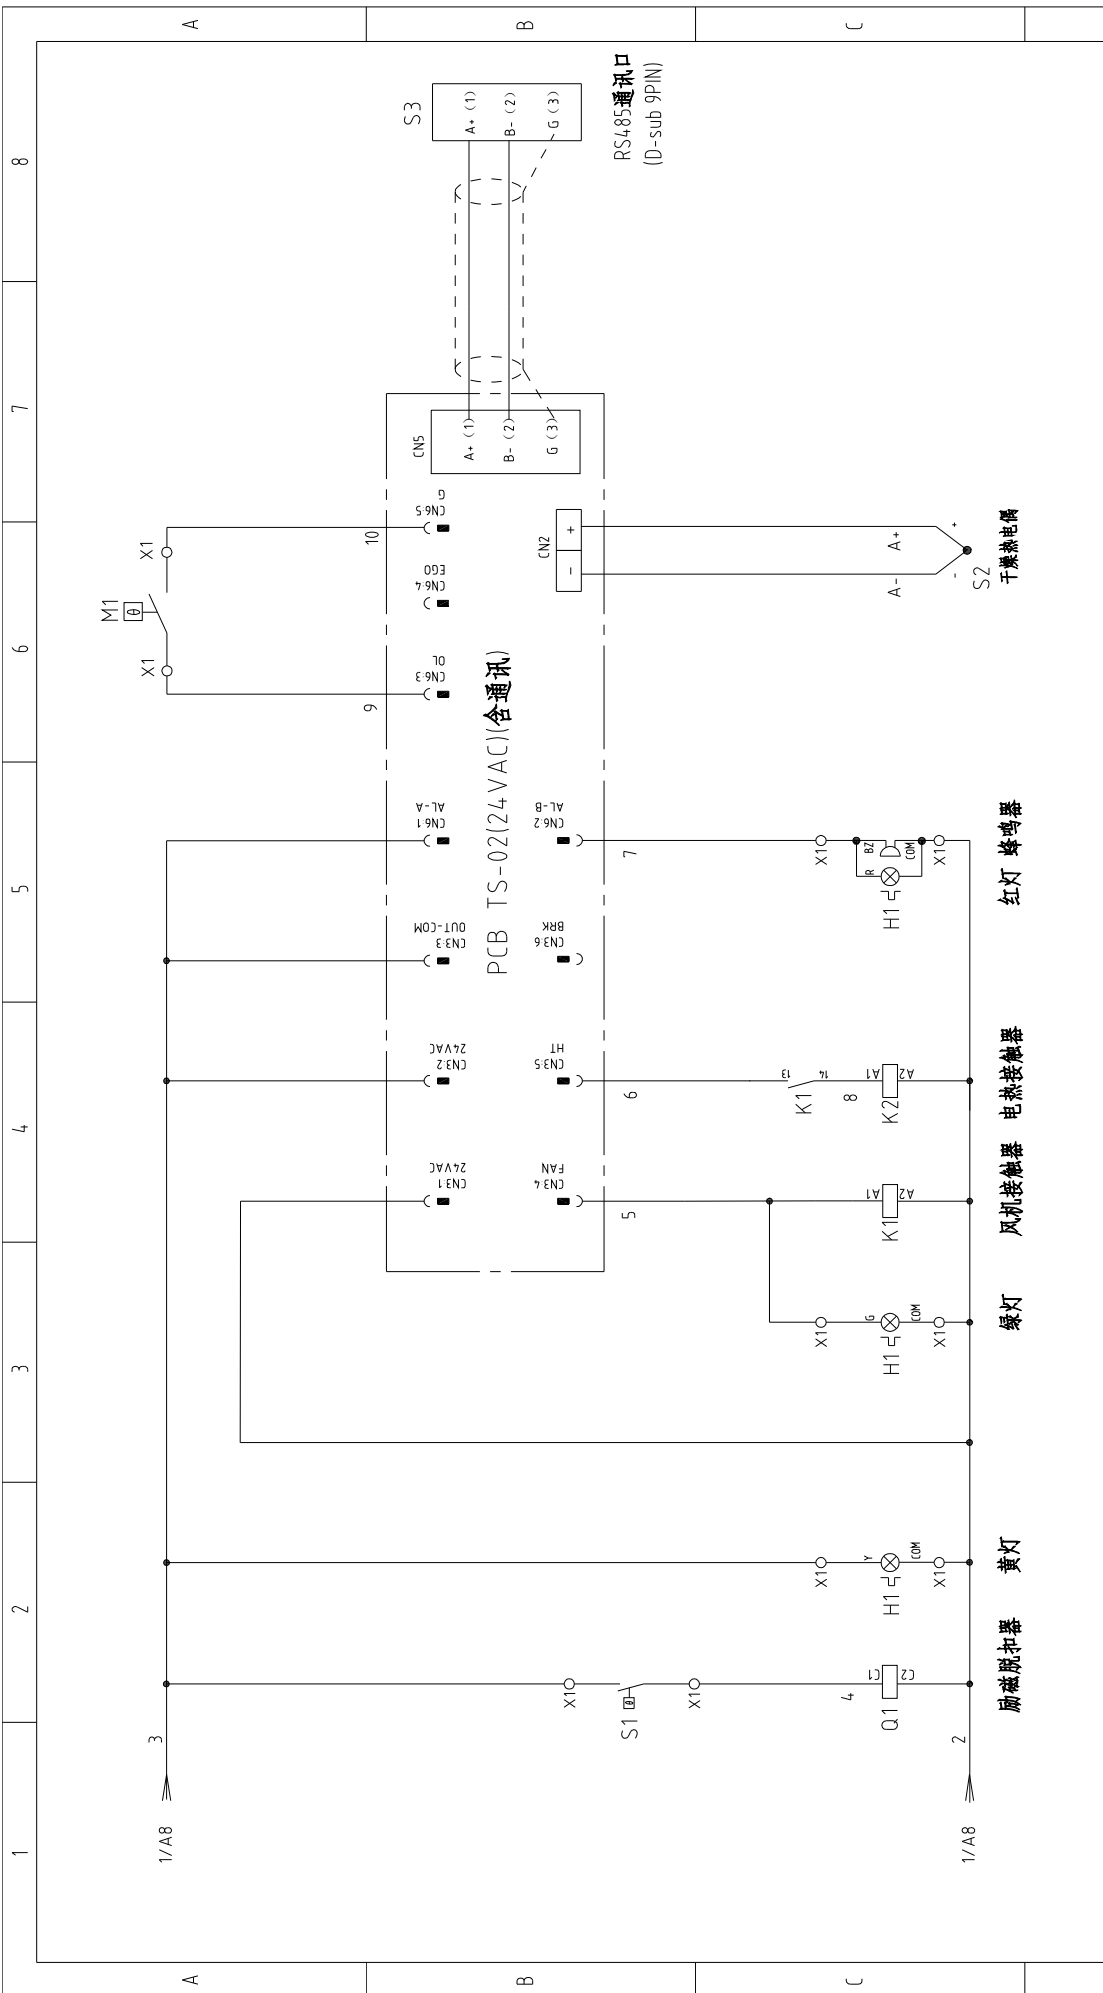 1
2
3
4
5
6
7
8
A
A
B
B
C
C
1/A8
3
1/A8
2
X1
S1
θ
X1
4
Q1
C1
C2
励磁脱扣器
X1
Y
H1
COM
X1
黄灯
X1
G
H1
COM
X1
绿灯
CN3:1
24VAC
CN3:4
FAN
5
K1
A1
A2
风机接触器
CN3:2
24VAC
CN3:5
HT
6
K1
13
14
8
K2
A1
A2
电热接触器
CN3:3
OUT-COM
CN3:6
BRK
CN6:1
AL-A
CN6:2
AL-B
7
X1
R
BZ
H1
COM
X1
红灯 蜂鸣器
PCB TS-02(24VAC)(含通讯)
M1
θ
X1
X1
9
10
CN6:3
OL
CN6:4
EGO
CN6:5
G
CN2
- +
A- A+
- +
S2
干燥热电偶
CN5
A+ (1)
B- (2)
G (3)
S3
A+ (1)
B- (2)
G (3)
RS485通讯口
(D-sub 9PIN)